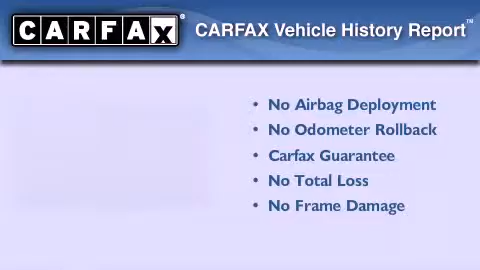 CARFAX® CARFAX Vehicle History Report™
• No Airbag Deployment
• No Odometer Rollback
• Carfax Guarantee
• No Total Loss
• No Frame Damage